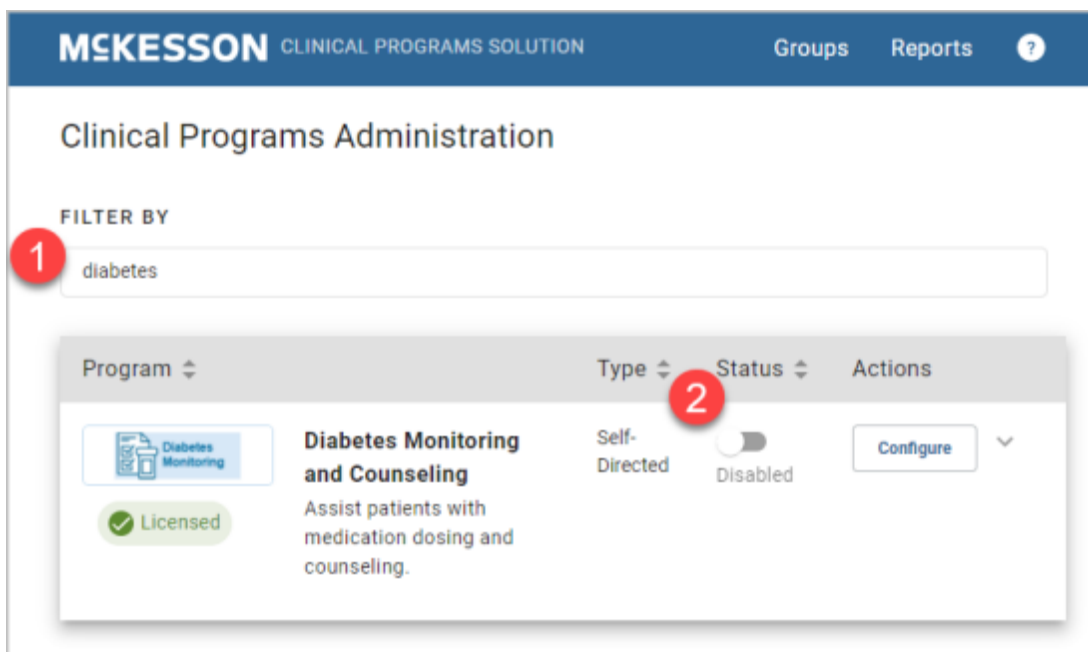 MCKESSON CLINICAL PROGRAMS SOLUTION Groups Reports ?
Clinical Programs Administration
FILTER BY
1
diabetes
Program Type Status Actions
2
Diabetes Monitoring
Diabetes Monitoring
and Counseling
Assist patients with
medication dosing and
counseling.
Licensed
Self-
Directed
Disabled
Configure